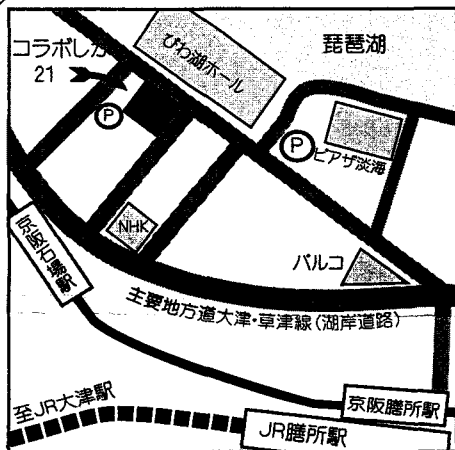 琵琶湖
コラボしが
21
びわ湖ホール
P
P
ピアザ淡海
NHK
京阪石場駅
パルコ
主要地方道大津・草津線(湖岸道路)
京阪膳所駅
至JR大津駅
JR膳所駅